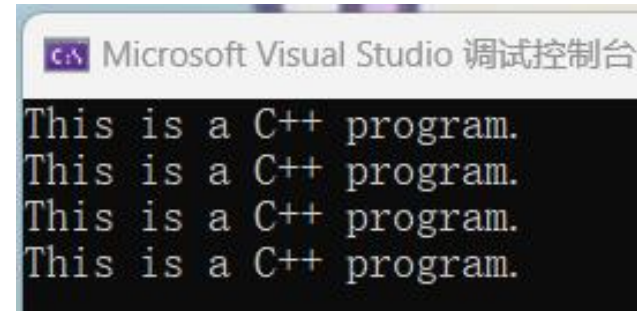 C:\ Microsoft Visual Studio 调试控制台
This is a C++ program.
This is a C++ program.
This is a C++ program.
This is a C++ program.